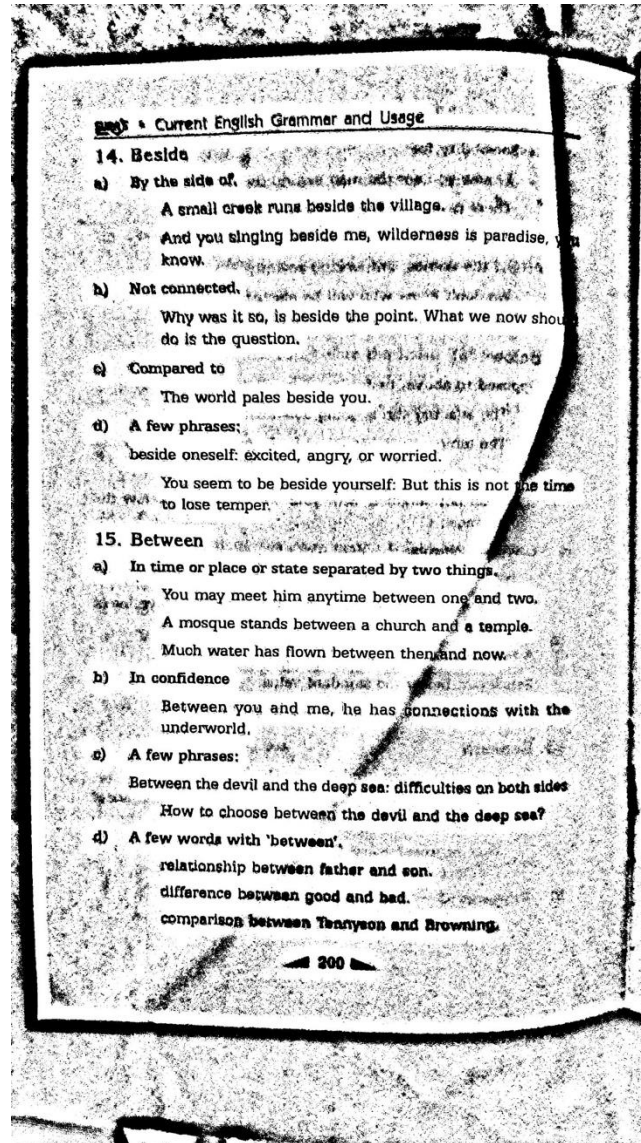 • Current English Grammar and Usage
14. Beside
a) By the side of.
A small creek runs beside the village.
And you singing beside me, wilderness is paradise, you
know.
b) Not connected.
Why was it so, is beside the point. What we now should
do is the question.
c) Compared to
The world pales beside you.
d) A few phrases:
beside oneself: excited, angry, or worried.
You seem to be beside yourself: But this is not the time
to lose temper.
15. Between
a) In time or place or state separated by two things.
You may meet him anytime between one and two.
A mosque stands between a church and a temple.
Much water has flown between then and now.
b) In confidence
Between you and me, he has connections with the
underworld.
c) A few phrases:
Between the devil and the deep sea: difficulties on both sides
How to choose between the devil and the deep sea?
d) A few words with 'between'.
relationship between father and son.
difference between good and bad.
comparison between Tennyson and Browning.
200